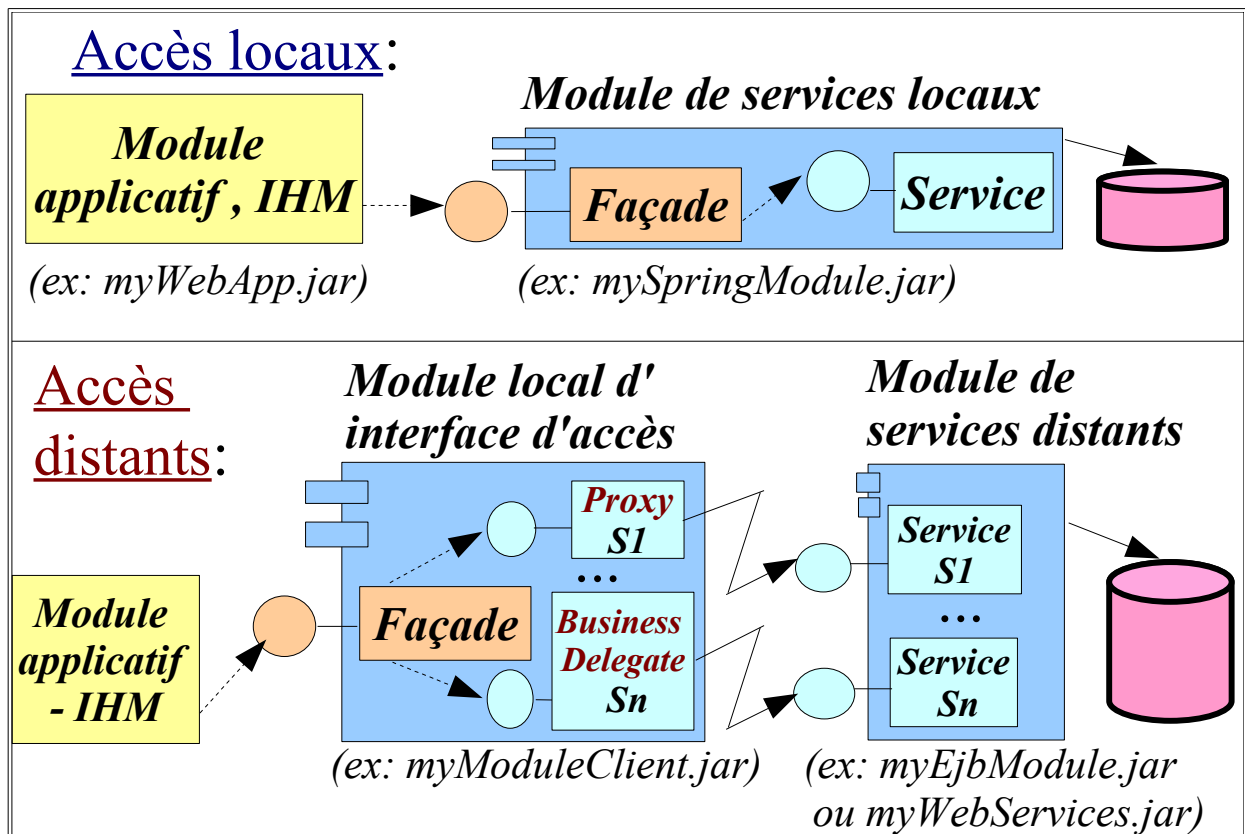 Accès locaux:
Module
applicatif , IHM
(ex: myWebApp.jar)
Module de services locaux
Façade
Service
(ex: mySpringModule.jar)
Accès
distants:
Module local d'
interface d'accès
Module de
services distants
Module
applicatif
- IHM
Façade
Proxy
S1
...
Business
Delegate
Sn
Service
S1
...
Service
Sn
(ex: myModuleClient.jar)
(ex: myEjbModule.jar
ou myWebServices.jar)